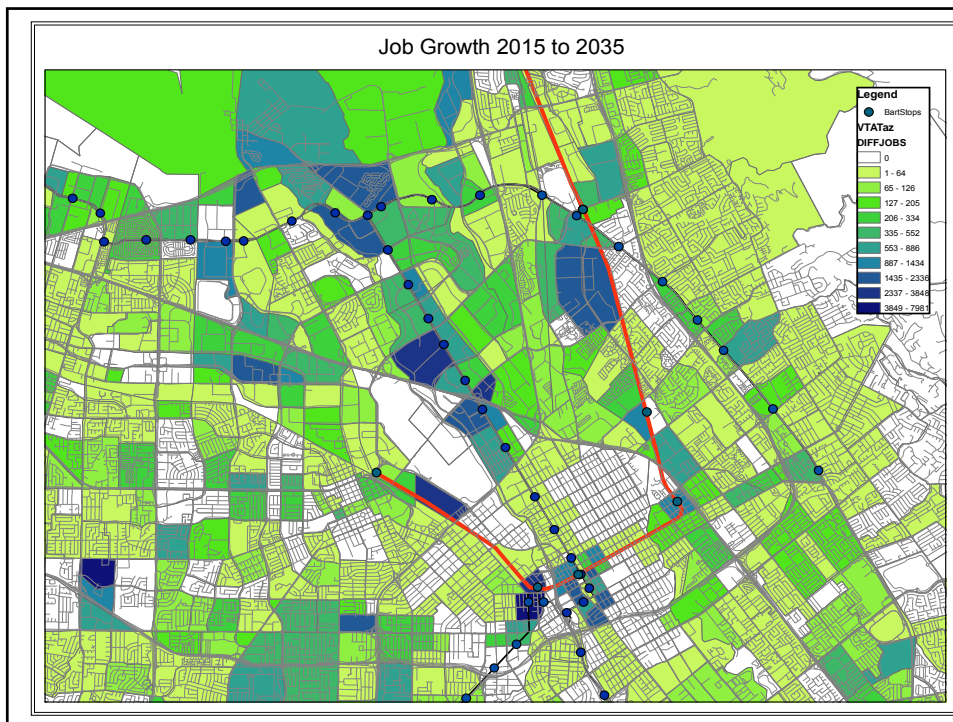 Job Growth 2015 to 2035
Legend
BartStops
VTATaz
DIFFJOBS
0
1 - 64
65 - 126
127 - 205
206 - 334
335 - 552
553 - 886
887 - 1434
1435 - 2336
2337 - 3848
3849 - 7981